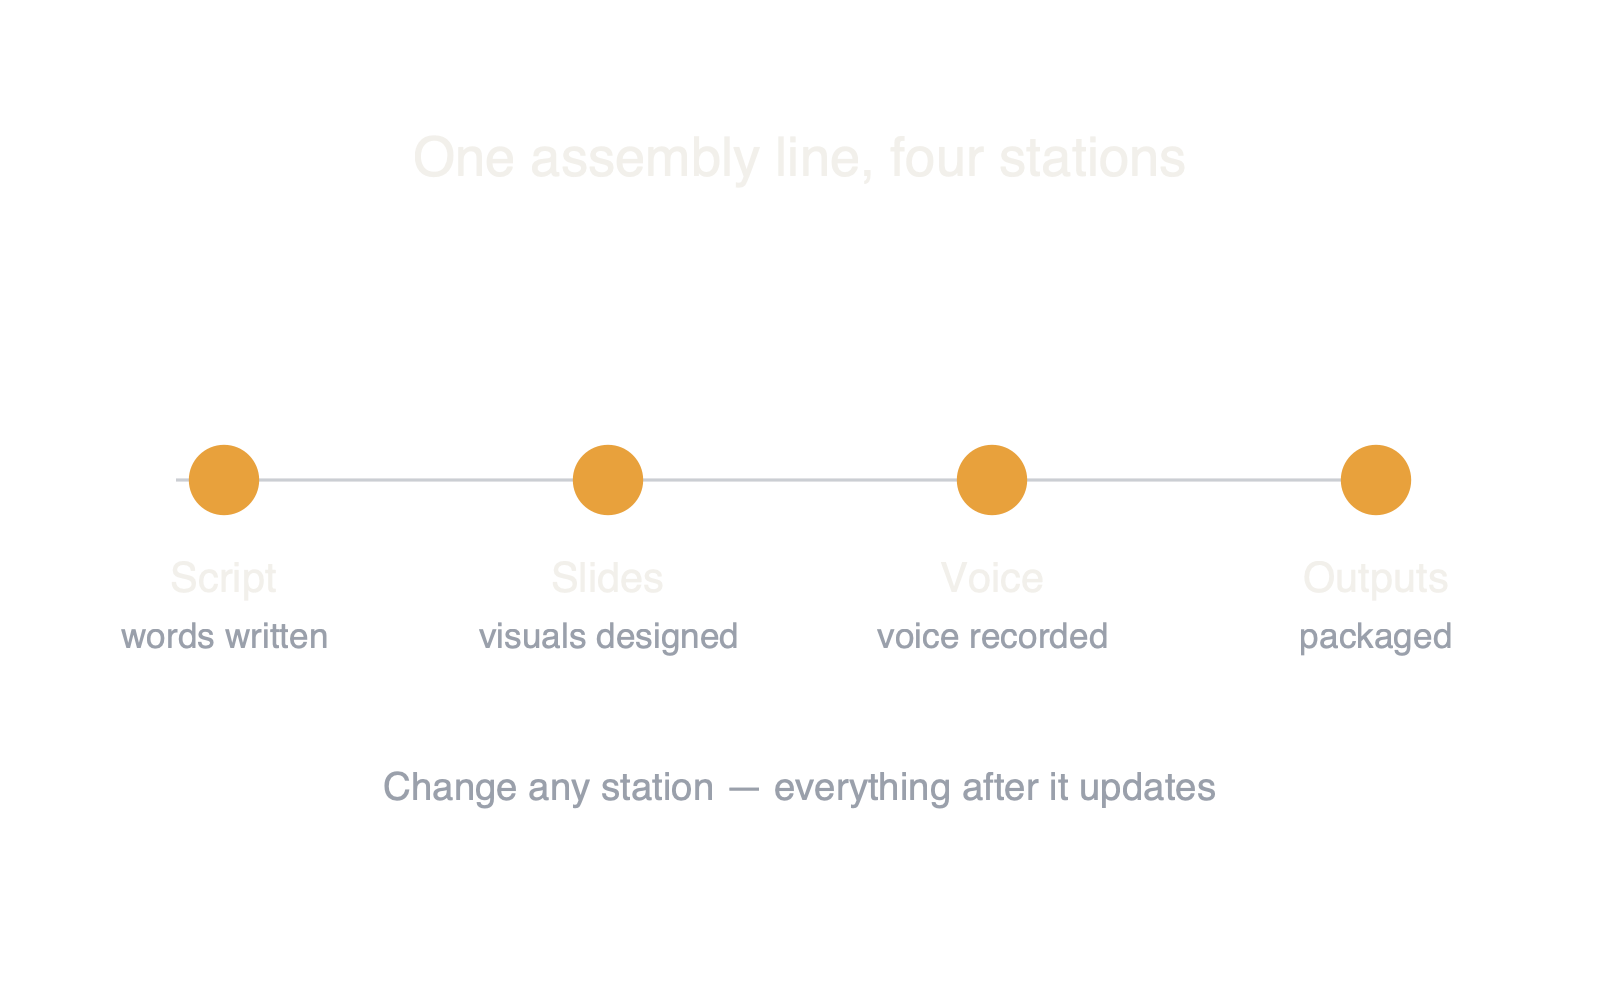 One assembly line, four stations
Script
Slides
Voice
Outputs
words written
visuals designed
voice recorded
packaged
Change any station — everything after it updates